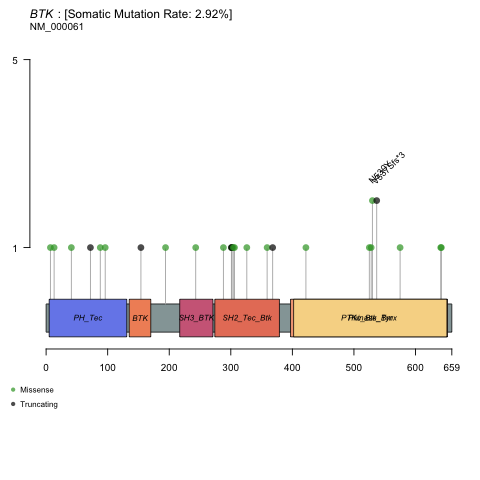 BTK : [Somatic Mutation Rate: 2.92%]
NM_000061
5
1
PH_Tec
BTK
SH3_BTK
SH2_Tec_Btk
0
100
200
300
400
500
600
659
Missense
Truncating